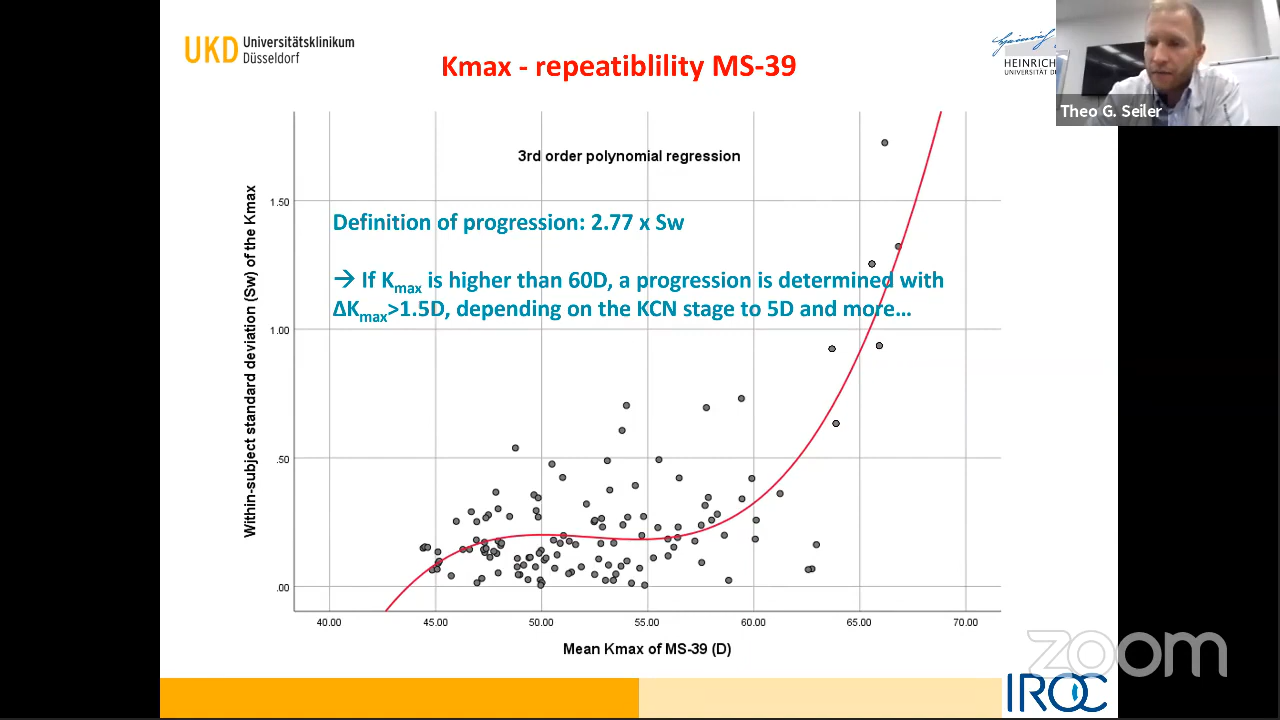 UKD Universitätsklinikum
Düsseldorf
Kmax - repeatiblility MS-39
HEINRICH
UNIVERSITÄT
Theo G. Seiler
3rd order polynomial regression
Definition of progression: 2.77 x Sw
→ If Kmax is higher than 60D, a progression is determined with
ΔKmax>1.5D, depending on the KCN stage to 5D and more...
Within-subject standard deviation (Sw) of the Kmax
1.50
1.00
.50
.00
40.00 45.00 50.00 55.00 60.00 65.00 70.00
Mean Kmax of MS-39 (D)
zoom
IROC